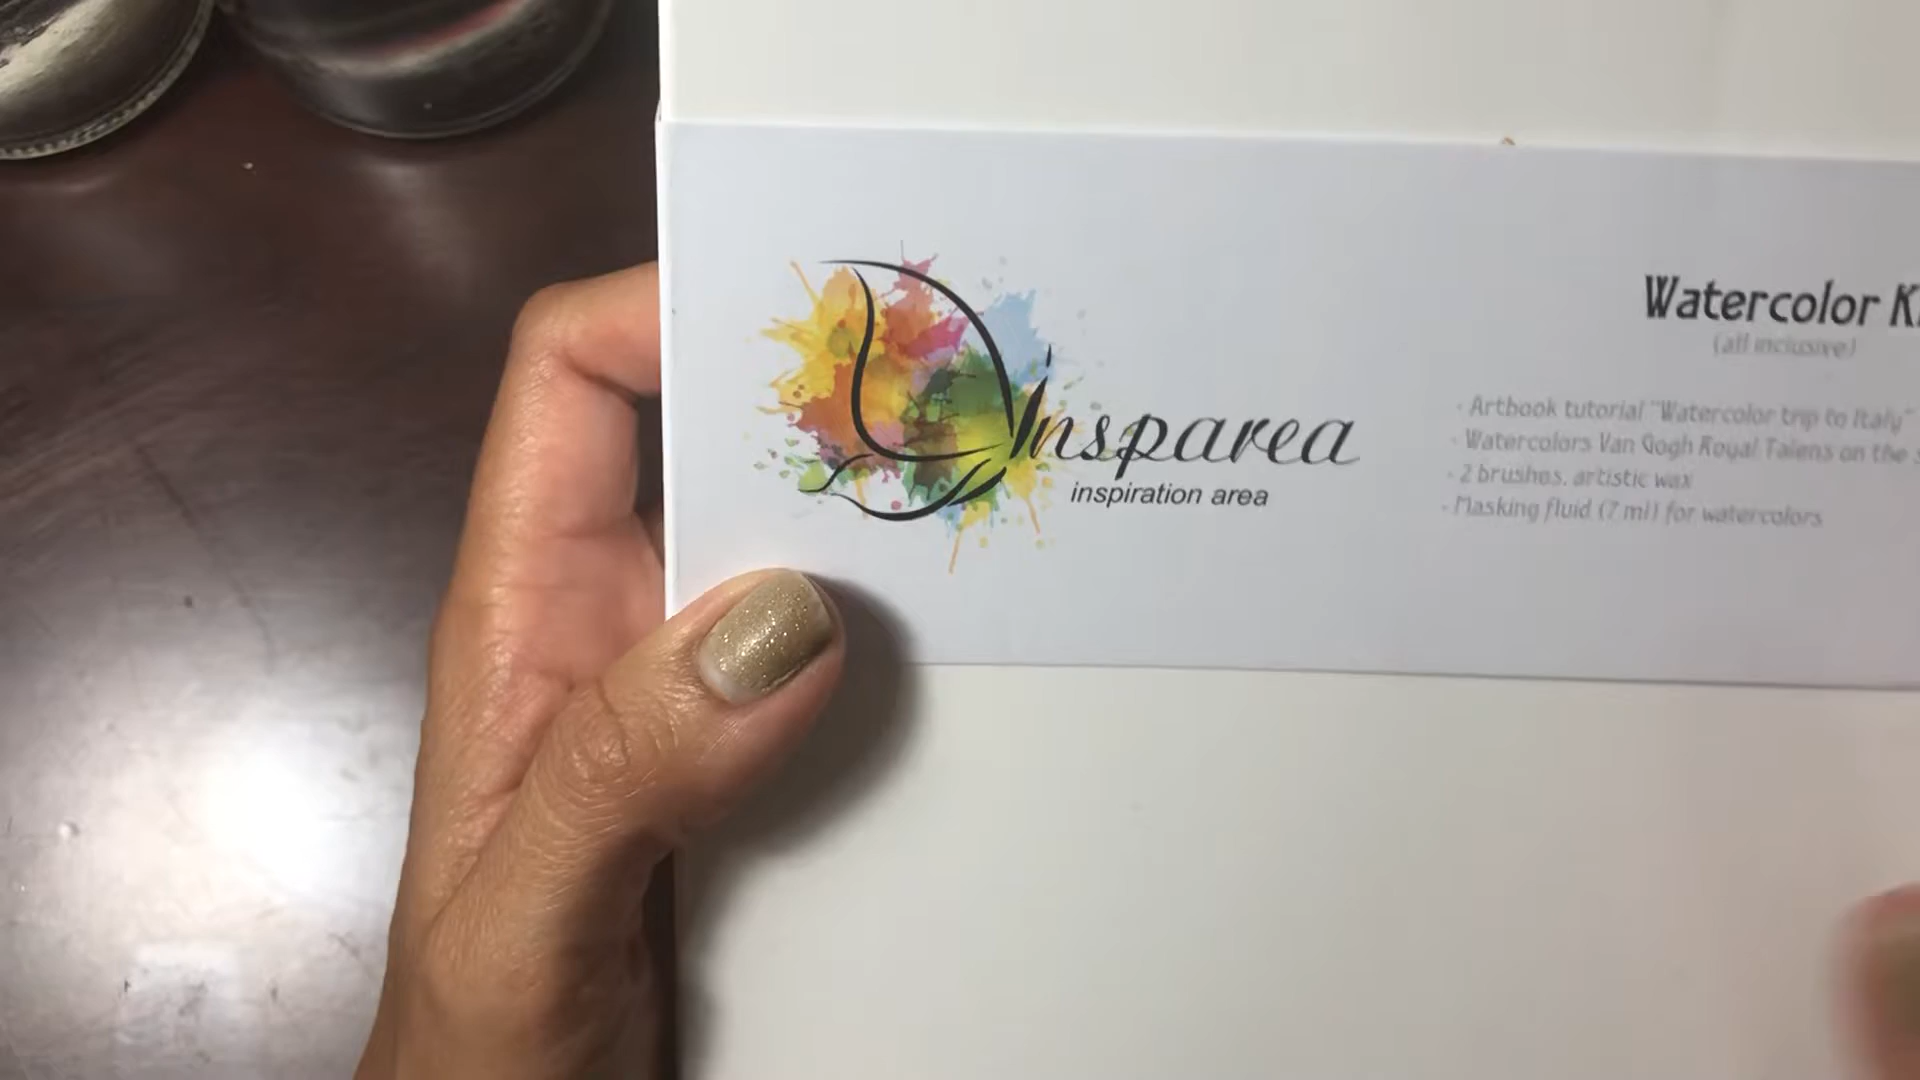 Insparea
inspiration area
Watercolor
(all inclusive)
- Artbook tutorial "Watercolor trip to Italy"
- Watercolors Van Gogh Royal Talens on the
- 2 brushes, artistic wax
- Masking fluid (7 ml) for watercolors